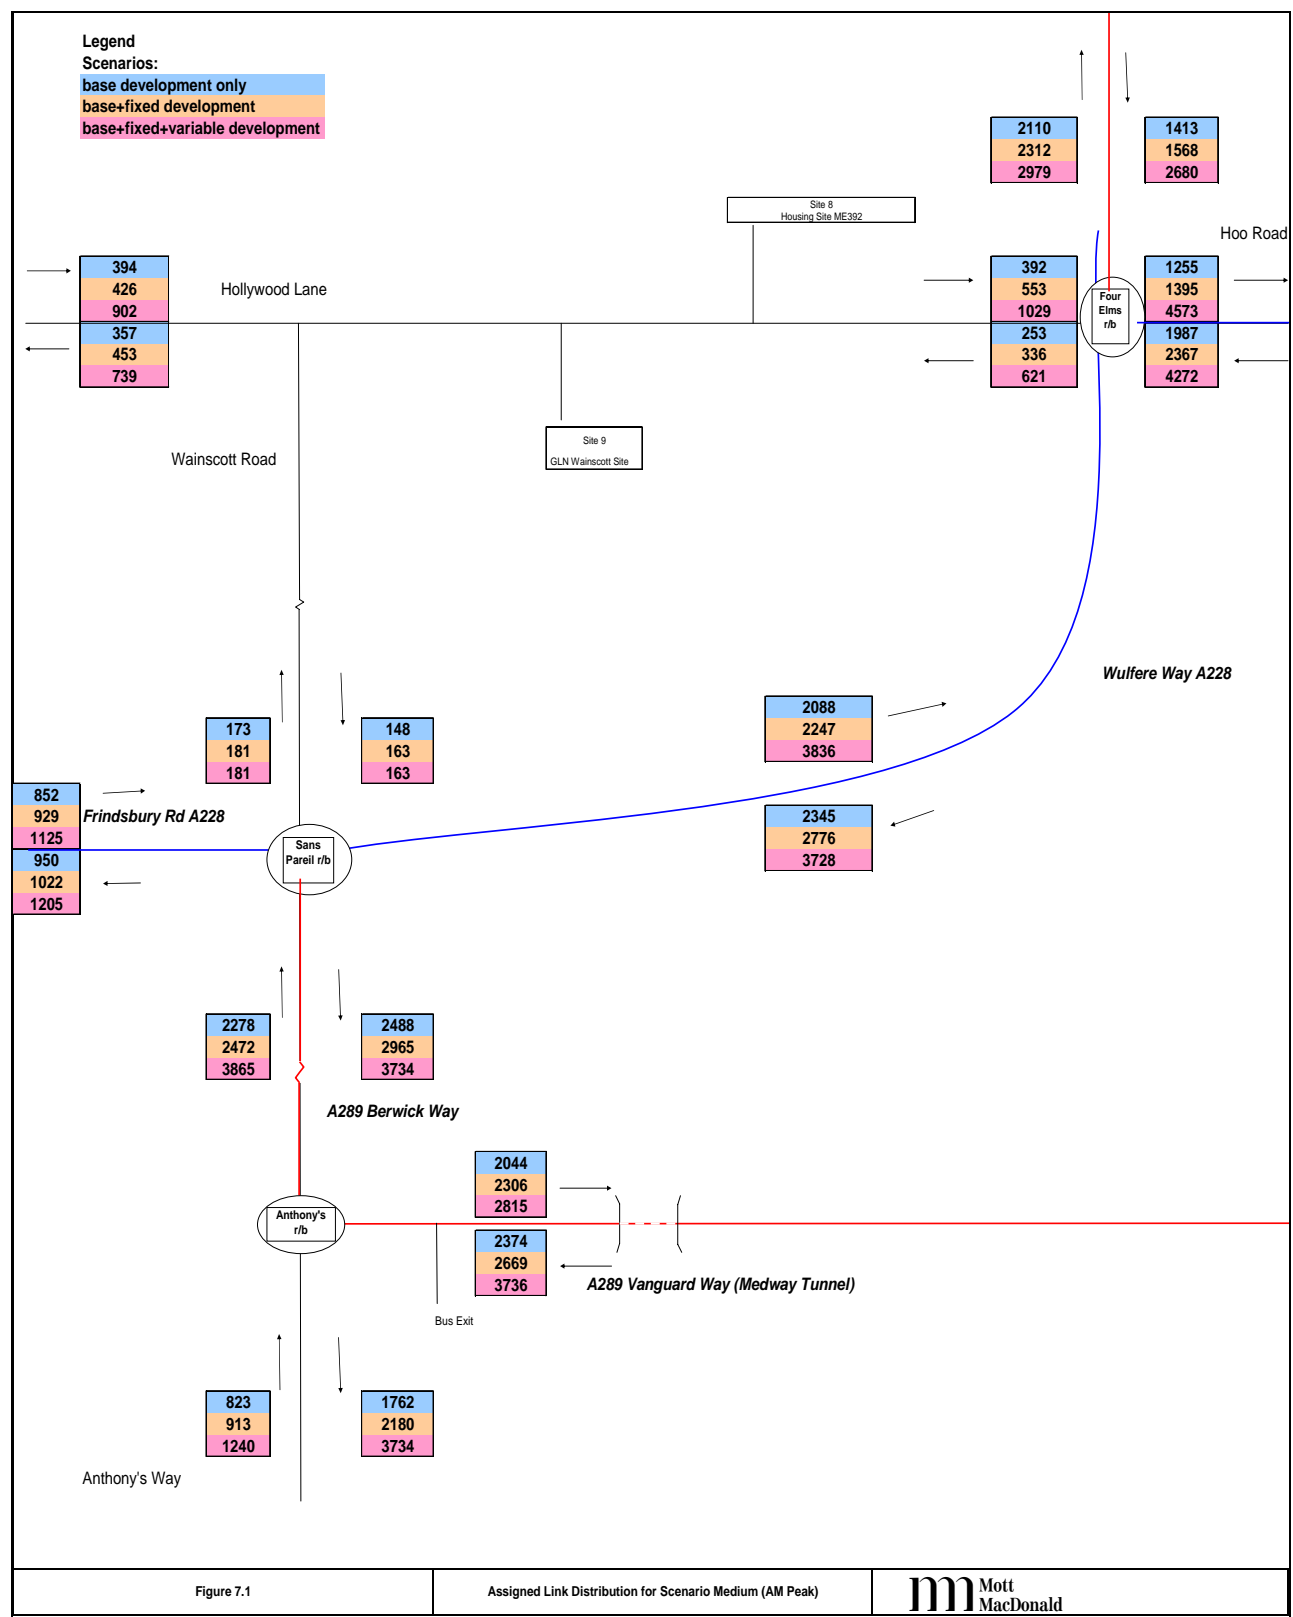 Legend
Scenarios:
base development only
base+fixed development
base+fixed+variable development
2110
2312
2979
1413
1568
2680
Site 8
Housing Site ME392
Hoo Road
394
426
902
357
453
739
Hollywood Lane
392
553
1029
253
336
621
Four
Elms
r/b
1255
1395
4573
1987
2367
4272
Site 9
GLN Wainscott Site
Wainscott Road
Wulfere Way A228
173
181
181
148
163
163
2088
2247
3836
2345
2776
3728
852
929
1125
950
1022
1205
Frindsbury Rd A228
Sans
Pareil r/b
2278
2472
3865
2488
2965
3734
A289 Berwick Way
2044
2306
2815
2374
2669
3736
Anthony's
r/b
A289 Vanguard Way (Medway Tunnel)
Bus Exit
823
913
1240
1762
2180
3734
Anthony's Way
Figure 7.1
Assigned Link Distribution for Scenario Medium (AM Peak)
Mott
MacDonald